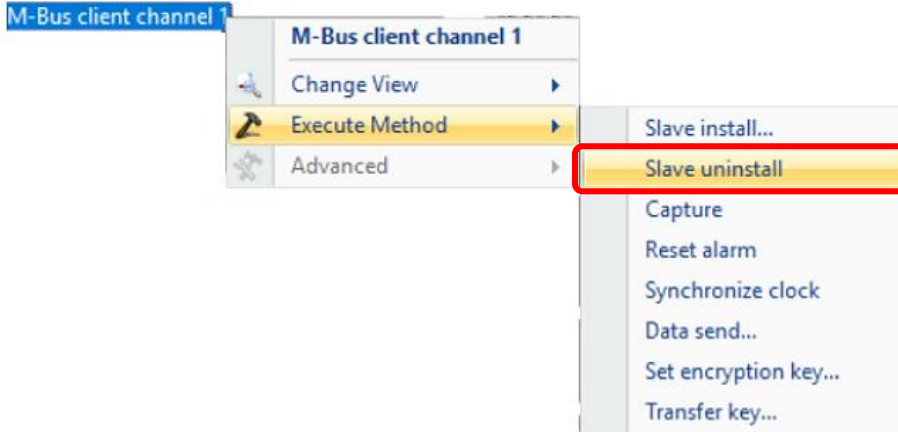 M-Bus client channel 1
M-Bus client channel 1
Change View
Execute Method
Advanced
Slave install...
Slave uninstall
Capture
Reset alarm
Synchronize clock
Data send...
Set encryption key...
Transfer key...